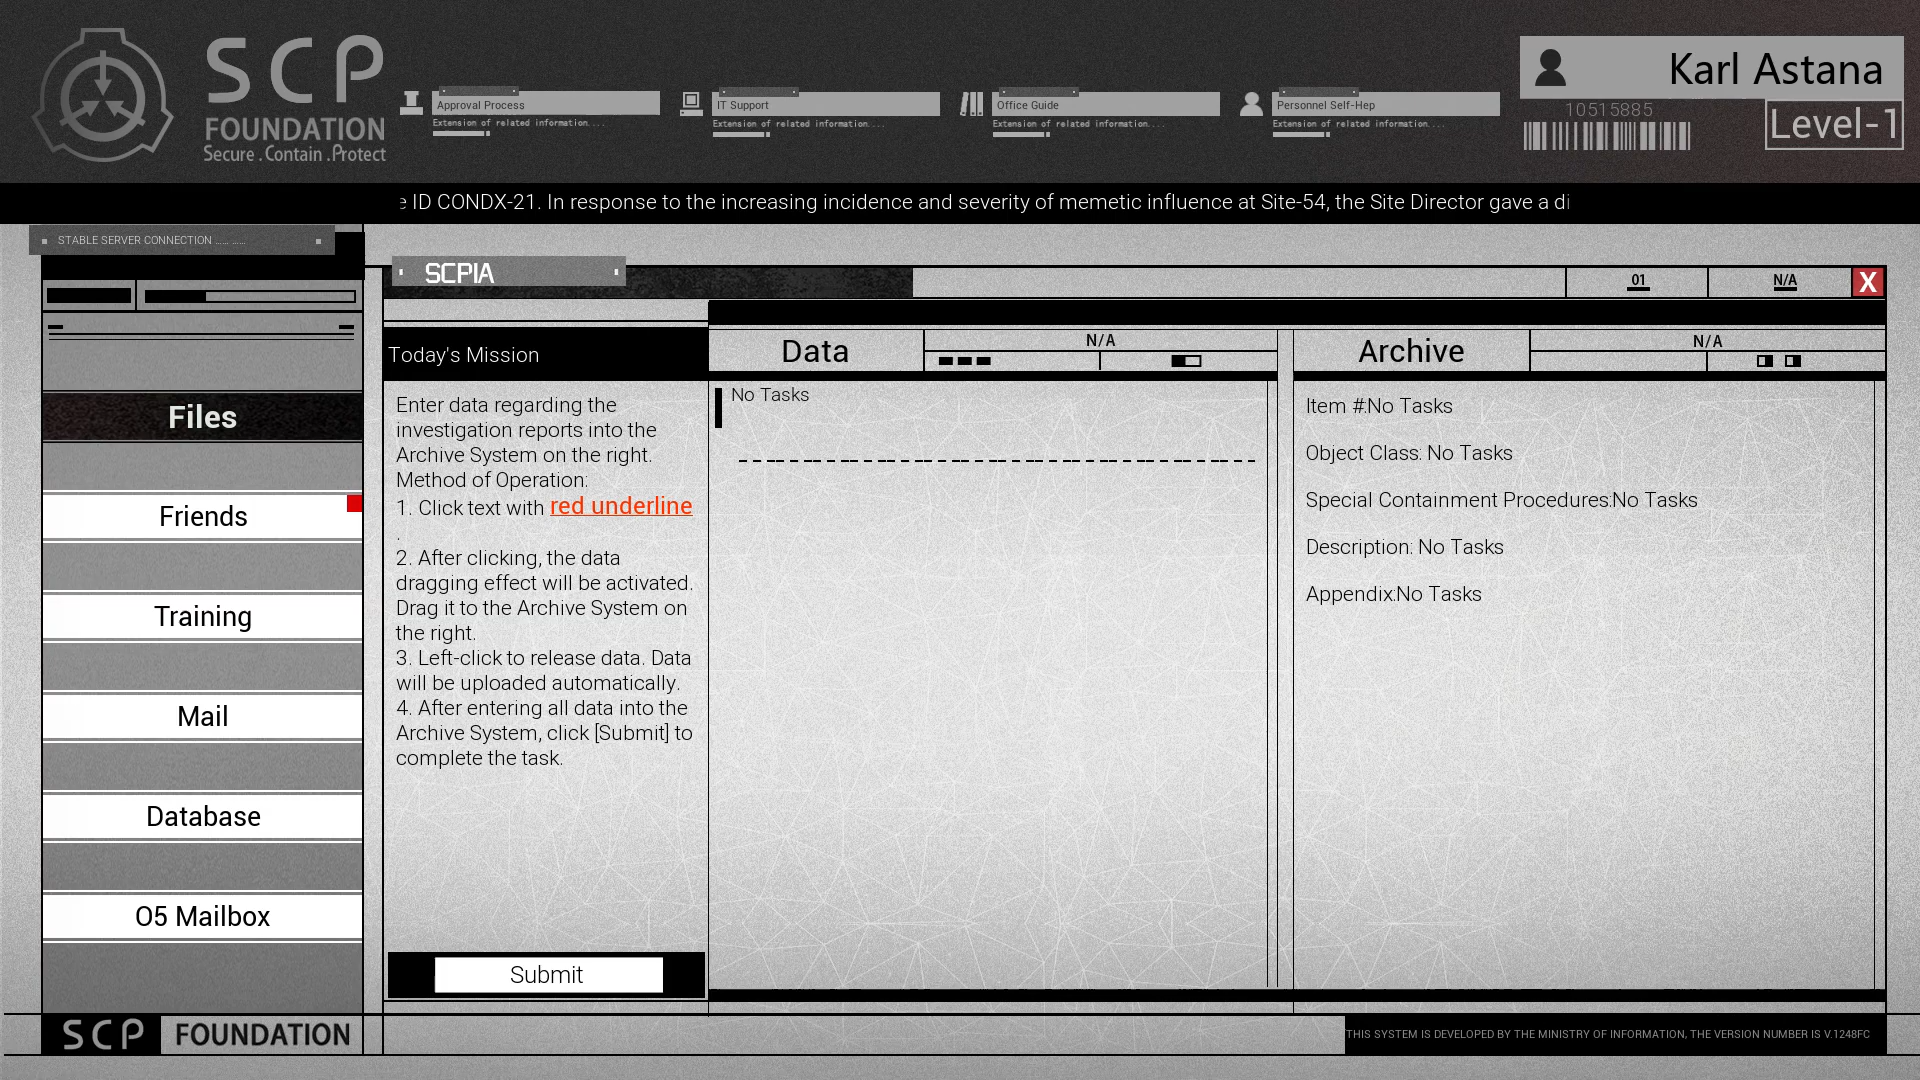 SCP
FOUNDATION
Secure . Contain . Protect
Approval Process
Extension of related information....
IT Support
Extension of related information....
Office Guide
Extension of related information....
Personnel Self-Hep
Extension of related information....
Karl Astana
10515885
Level-1
e ID CONDX-21. In response to the increasing incidence and severity of memetic influence at Site-54, the Site Director gave a di
STABLE SERVER CONNECTION ...... ......
SCPIA
01
N/A
X
Files
Friends
Training
Mail
Database
O5 Mailbox
Today's Mission
Enter data regarding the
investigation reports into the
Archive System on the right.
Method of Operation:
1. Click text with red underline
.
2. After clicking, the data
dragging effect will be activated.
Drag it to the Archive System on
the right.
3. Left-click to release data. Data
will be uploaded automatically.
4. After entering all data into the
Archive System, click [Submit] to
complete the task.
Submit
Data
N/A
No Tasks
Archive
N/A
Item #:No Tasks
Object Class: No Tasks
Special Containment Procedures:No Tasks
Description: No Tasks
Appendix:No Tasks
SCP FOUNDATION
THIS SYSTEM IS DEVELOPED BY THE MINISTRY OF INFORMATION, THE VERSION NUMBER IS V.1248FC